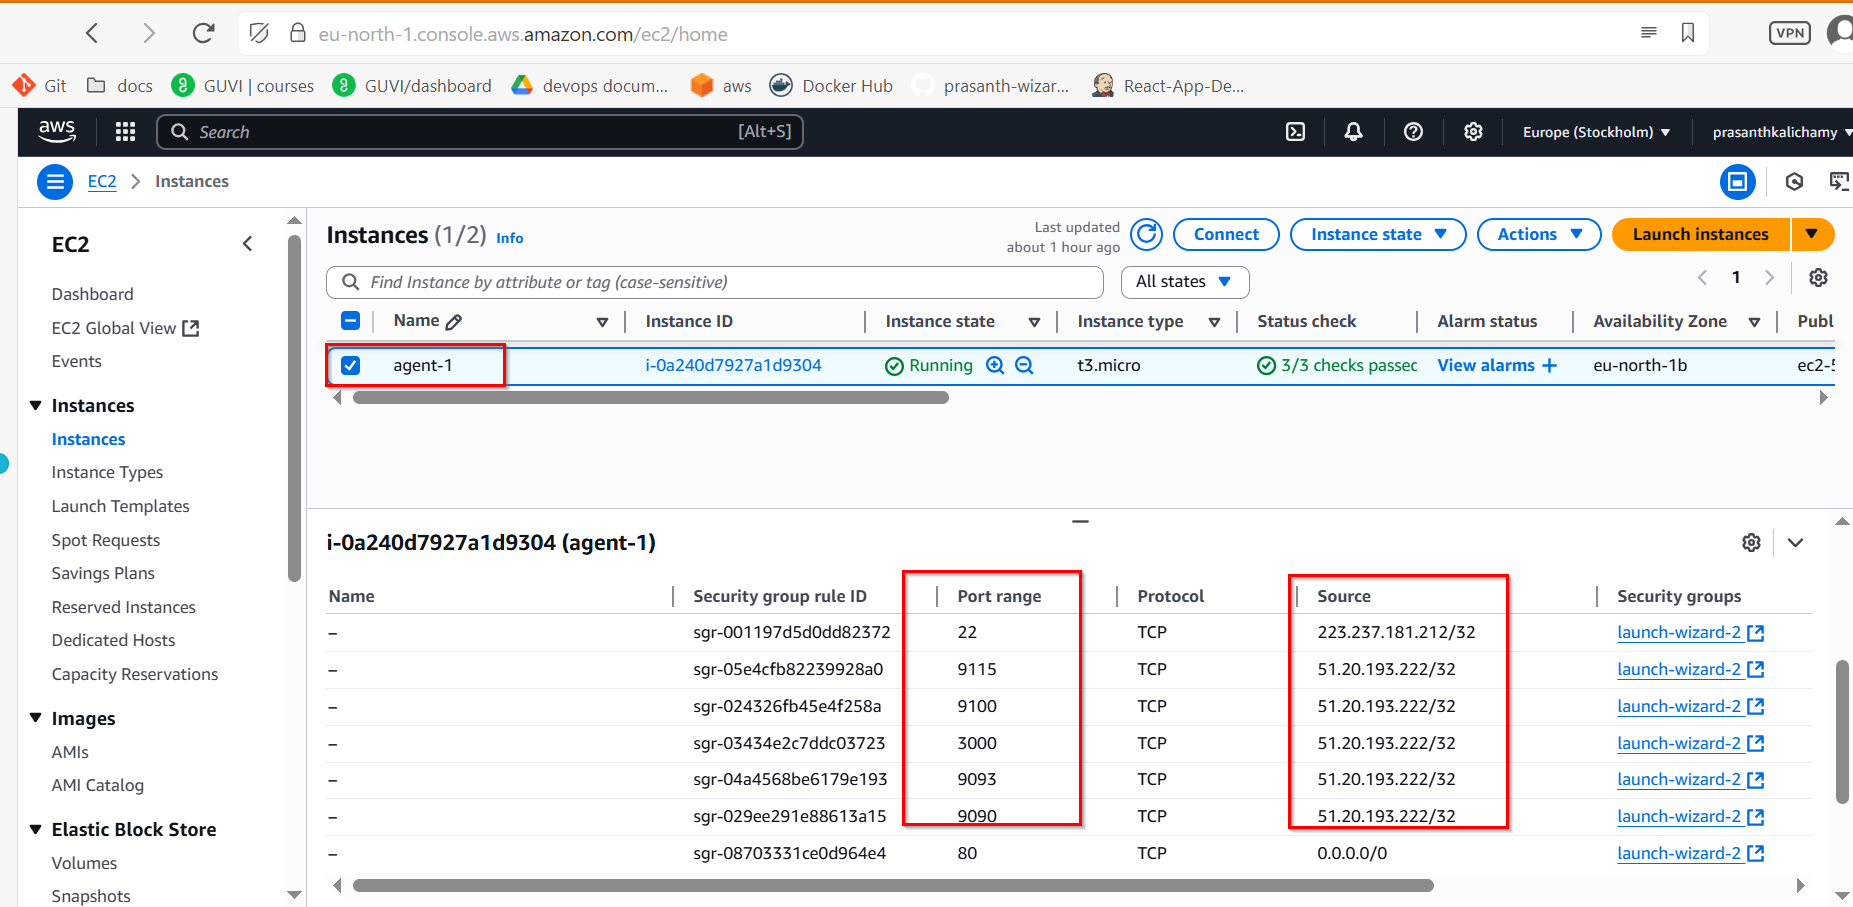 eu-north-1.console.aws.amazon.com/ec2/home
VPN
Git docs GUVI | courses GUVI/dashboard devops docum... aws Docker Hub prasanth-wizar... React-App-De...
aws Search [Alt+S] Europe (Stockholm) prasanthkalichamy
EC2 Instances
EC2
Dashboard
EC2 Global View
Events
Instances
Instances
Instance Types
Launch Templates
Spot Requests
Savings Plans
Reserved Instances
Dedicated Hosts
Capacity Reservations
Images
AMIs
AMI Catalog
Elastic Block Store
Volumes
Snapshots
Instances (1/2) Info
Last updated
about 1 hour ago
Connect Instance state Actions Launch instances
Find Instance by attribute or tag (case-sensitive) All states 1
Name Instance ID Instance state Instance type Status check Alarm status Availability Zone Publ
agent-1 i-0a240d7927a1d9304 Running t3.micro 3/3 checks passec View alarms + eu-north-1b ec2-5
i-0a240d7927a1d9304 (agent-1)
Name Security group rule ID Port range Protocol Source Security groups
– sgr-001197d5d0dd82372 22 TCP 223.237.181.212/32 launch-wizard-2
– sgr-05e4cfb82239928a0 9115 TCP 51.20.193.222/32 launch-wizard-2
– sgr-024326fb45e4f258a 9100 TCP 51.20.193.222/32 launch-wizard-2
– sgr-03434e2c7ddc03723 3000 TCP 51.20.193.222/32 launch-wizard-2
– sgr-04a4568be6179e193 9093 TCP 51.20.193.222/32 launch-wizard-2
– sgr-029ee291e88613a15 9090 TCP 51.20.193.222/32 launch-wizard-2
– sgr-08703331ce0d964e4 80 TCP 0.0.0.0/0 launch-wizard-2